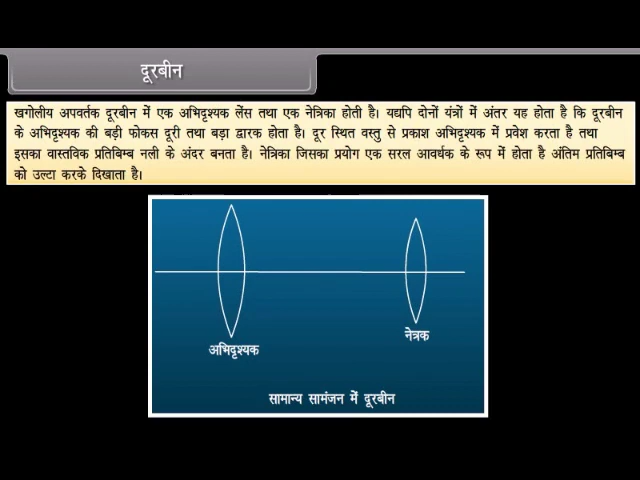 दूरबीन
खगोलीय अपवर्तक दूरबीन में एक अभिदृश्यक लेंस तथा एक नेत्रिका होती है। यद्यपि दोनों यंत्रों में अंतर यह होता है कि दूरबीन
के अभिदृश्यक की बड़ी फोकस दूरी तथा बड़ा द्वारक होता है। दूर स्थित वस्तु से प्रकाश अभिदृश्यक में प्रवेश करता है तथा
इसका वास्तविक प्रतिबिम्ब नली के अंदर बनता है। नेत्रिका जिसका प्रयोग एक सरल आवर्धक के रूप में होता है अंतिम प्रतिबिम्ब
को उल्टा करके दिखाता है।
अभिदृश्यक
नेत्रक
सामान्य सामंजन में दूरबीन